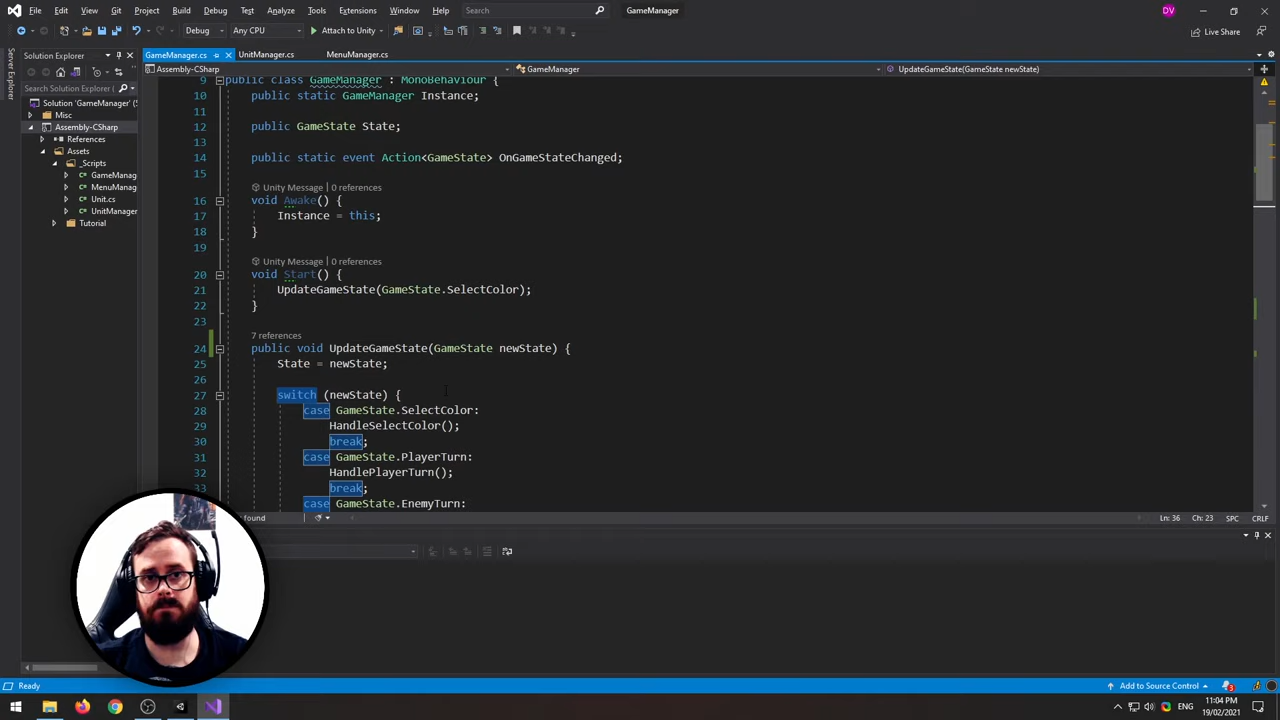 File Edit View Git Project Build Debug Test Analyze Tools Extensions Window Help Search GameManager DV
Debug Any CPU Attach to Unity Live Share
Server Explorer
Solution Explorer
Search Solution Explorer
Solution 'GameManager' (5
Misc
Assembly-CSharp
References
Assets
_Scripts
GameManag
MenuManag
Unit.cs
UnitManager
Tutorial
GameManager.cs UnitManager.cs MenuManager.cs
Assembly-CSharp GameManager UpdateGameState(GameState newState)
9 public class GameManager : MonoBehaviour {
10 public static GameManager Instance;
11
12 public GameState State;
13
14 public static event Action<GameState> OnGameStateChanged;
15
Unity Message | 0 references
16 void Awake() {
17 Instance = this;
18 }
19
Unity Message | 0 references
20 void Start() {
21 UpdateGameState(GameState.SelectColor);
22 }
23
7 references
24 public void UpdateGameState(GameState newState) {
25 State = newState;
26
27 switch (newState) {
28 case GameState.SelectColor:
29 HandleSelectColor();
30 break;
31 case GameState.PlayerTurn:
32 HandlePlayerTurn();
33 break;
case GameState.EnemyTurn:
found Ln: 36 Ch: 23 SPC CRLF
Ready Add to Source Control
ENG 11:04 PM
19/02/2021